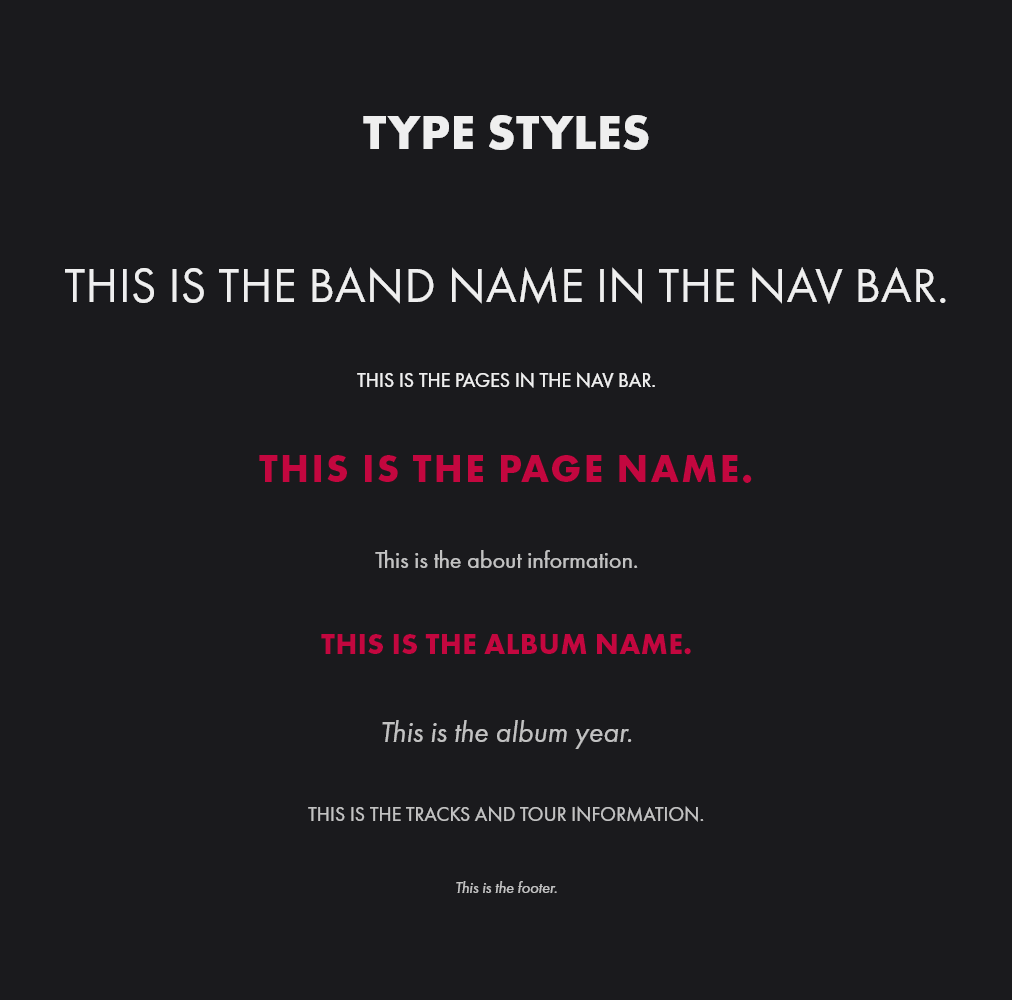 TYPE STYLES
THIS IS THE BAND NAME IN THE NAV BAR.
THIS IS THE PAGES IN THE NAV BAR.
THIS IS THE PAGE NAME.
This is the about information.
THIS IS THE ALBUM NAME.
This is the album year.
THIS IS THE TRACKS AND TOUR INFORMATION.
This is the footer.